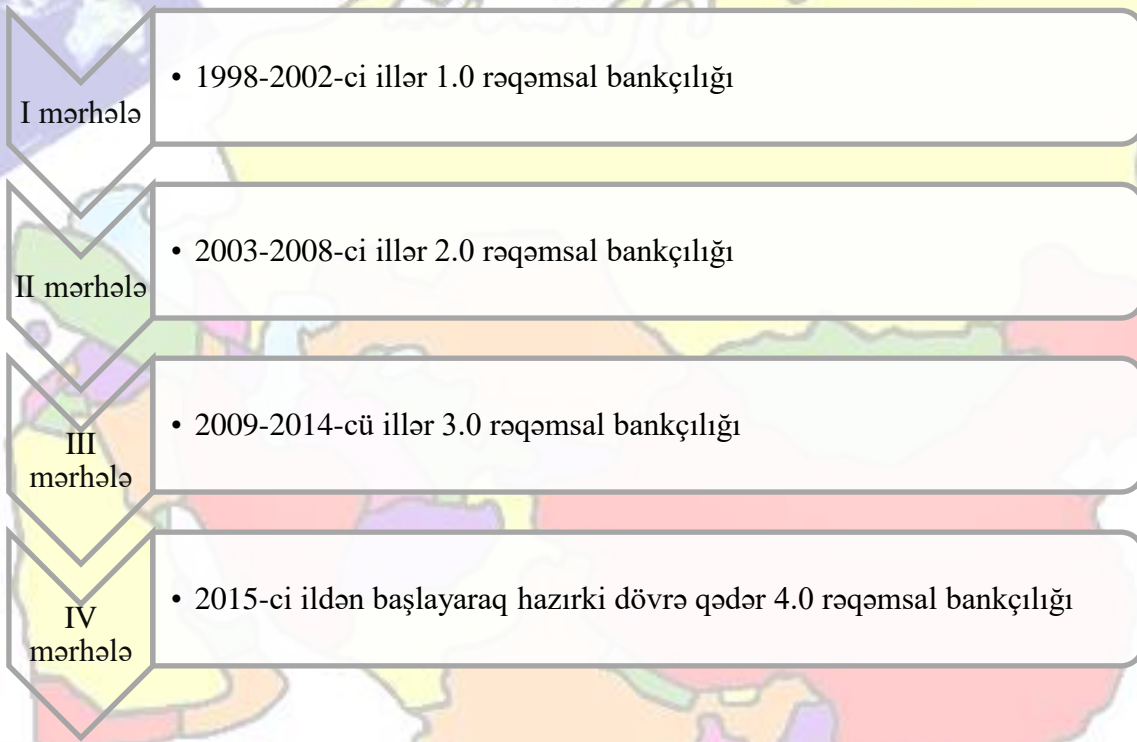 I mərhələ
• 1998-2002-ci illər 1.0 rəqəmsal bankçılığı
II mərhələ
• 2003-2008-ci illər 2.0 rəqəmsal bankçılığı
III
mərhələ
• 2009-2014-cü illər 3.0 rəqəmsal bankçılığı
IV
mərhələ
• 2015-ci ildən başlayaraq hazırki dövrə qədər 4.0 rəqəmsal bankçılığı